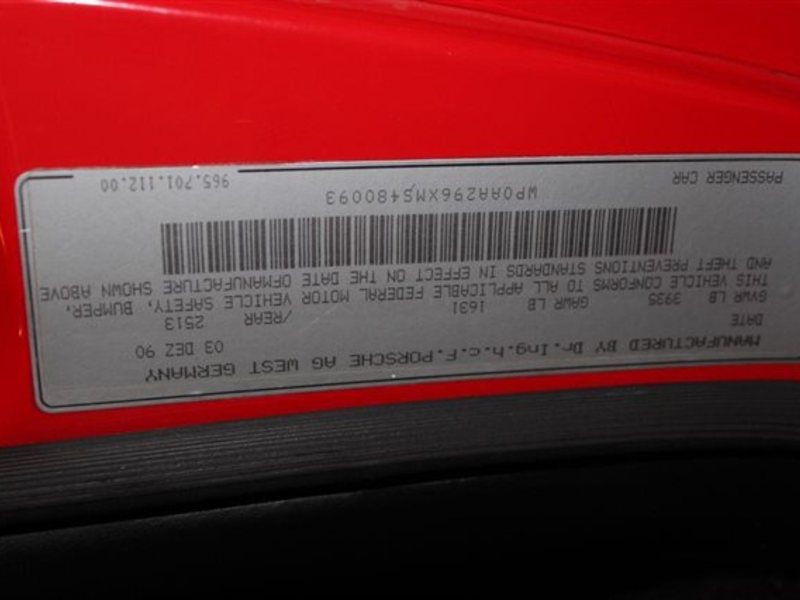 MANUFACTURED BY Dr.Ing.h.c.F.PORSCHE AG WEST GERMANY
DATE 03 DEZ 90
GVWR LB 3935 GAWR LB 1631 /REAR 2513
THIS VEHICLE CONFORMS TO ALL APPLICABLE FEDERAL MOTOR VEHICLE SAFETY, BUMPER,
AND THEFT PREVENTIONS STANDARDS IN EFFECT ON THE DATE OFMANUFACTURE SHOWN ABOVE
WP0AA296XMS480093
PASSENGER CAR 965.701.112.00